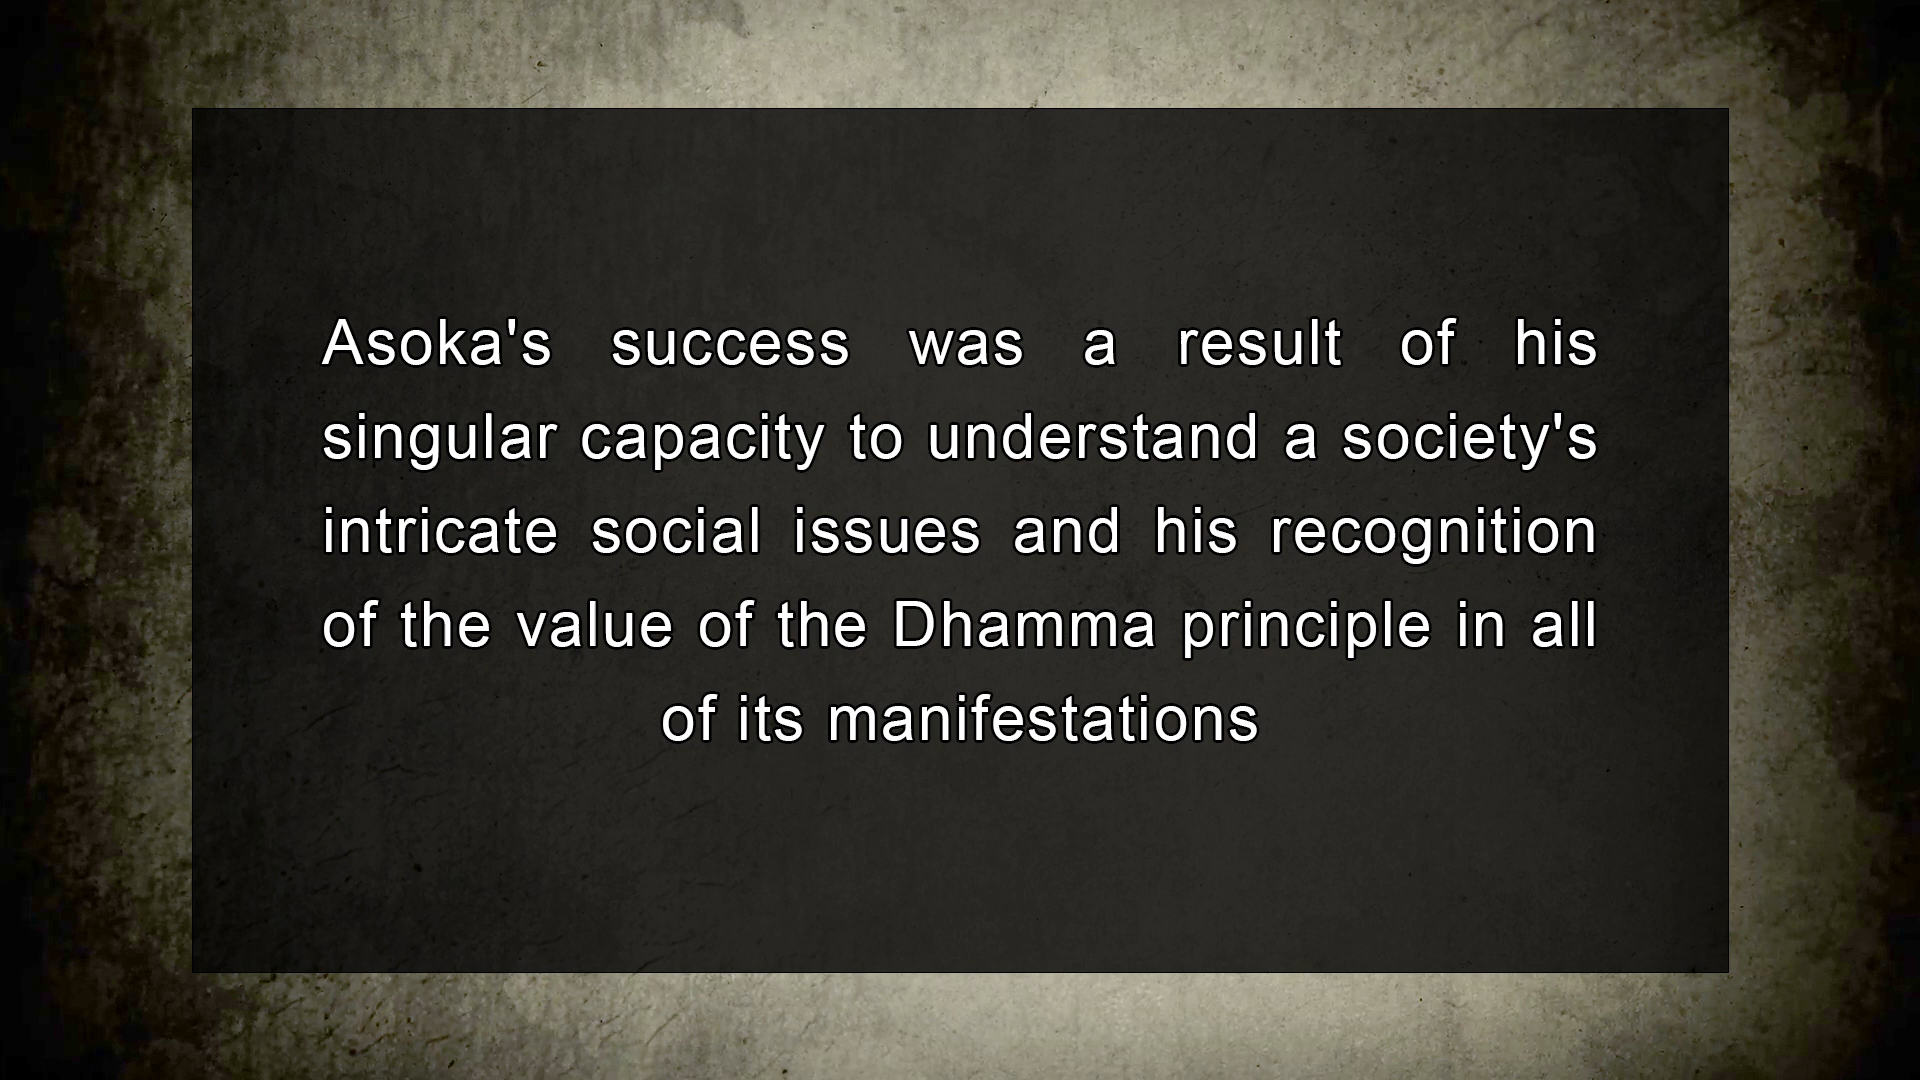 Asoka's success was a result of his
singular capacity to understand a society's
intricate social issues and his recognition
of the value of the Dhamma principle in all
of its manifestations